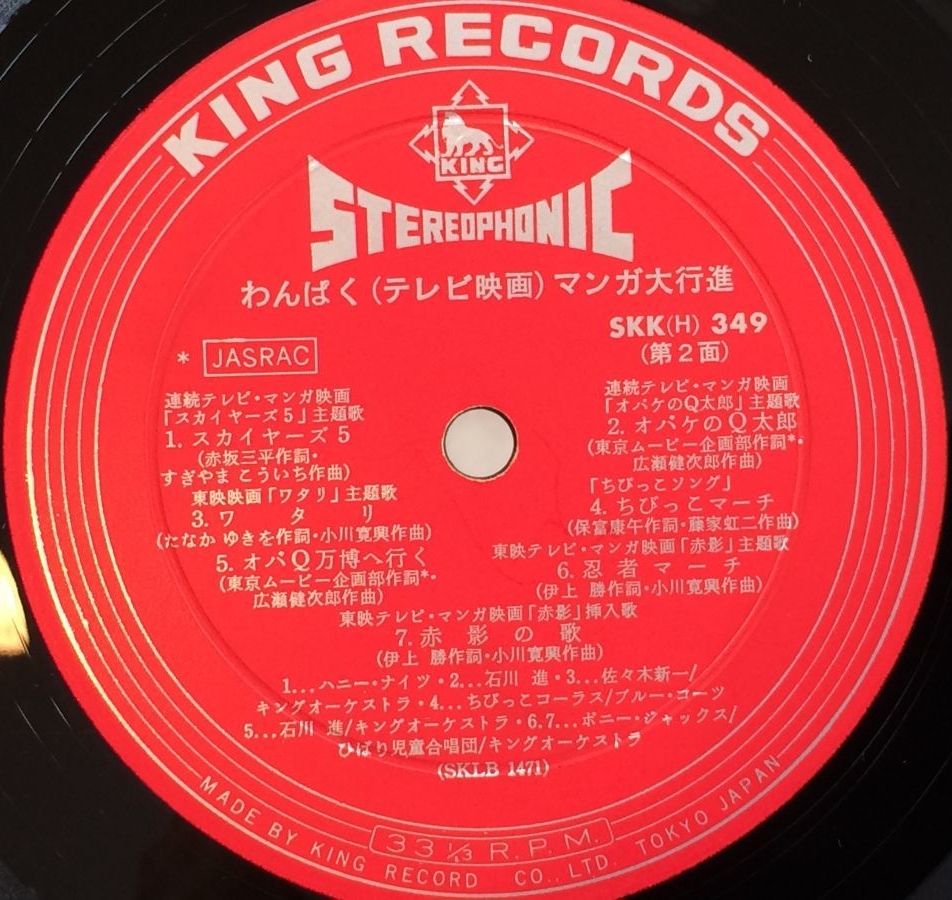 KING RECORDS
KING
STEREOPHONIC
わんぱく(テレビ映画)マンガ大行進
SKK(H) 349
(第2面)
* JASRAC
連続テレビ・マンガ映画
「スカイヤーズ5」主題歌
1. スカイヤーズ5
(赤坂三平作詞・
すぎやま こういち作曲)
連続テレビ・マンガ映画
「オバケのQ太郎」主題歌
2. オバケのQ太郎
(東京ムービー企画部作詞*・
広瀬健次郎作曲)
東映映画「ワタリ」主題歌
3. ワタリ
(たなか ゆきを作詞・小川寛興作曲)
「ちびっこソング」
4. ちびっこマーチ
(保富康午作詞・藤家虹二作曲)
5. オバQ万博へ行く
(東京ムービー企画部作詞*・
広瀬健次郎作曲)
東映テレビ・マンガ映画「赤影」主題歌
6. 忍者マーチ
(伊上 勝作詞・小川寛興作曲)
東映テレビ・マンガ映画「赤影」挿入歌
7. 赤影の歌
(伊上 勝作詞・小川寛興作曲)
1...ハニー・ナイツ・2...石川 進・3...佐々木新一/
キングオーケストラ・4...ちびっこコーラス/ブルー・コーツ
5...石川 進/キングオーケストラ・6.7...ボニー・ジャックス/
ひばり児童合唱団/キングオーケストラ
(SKLB 1471)
33 1/3 R.P.M.
MADE BY KING RECORD CO., LTD. TOKYO JAPAN